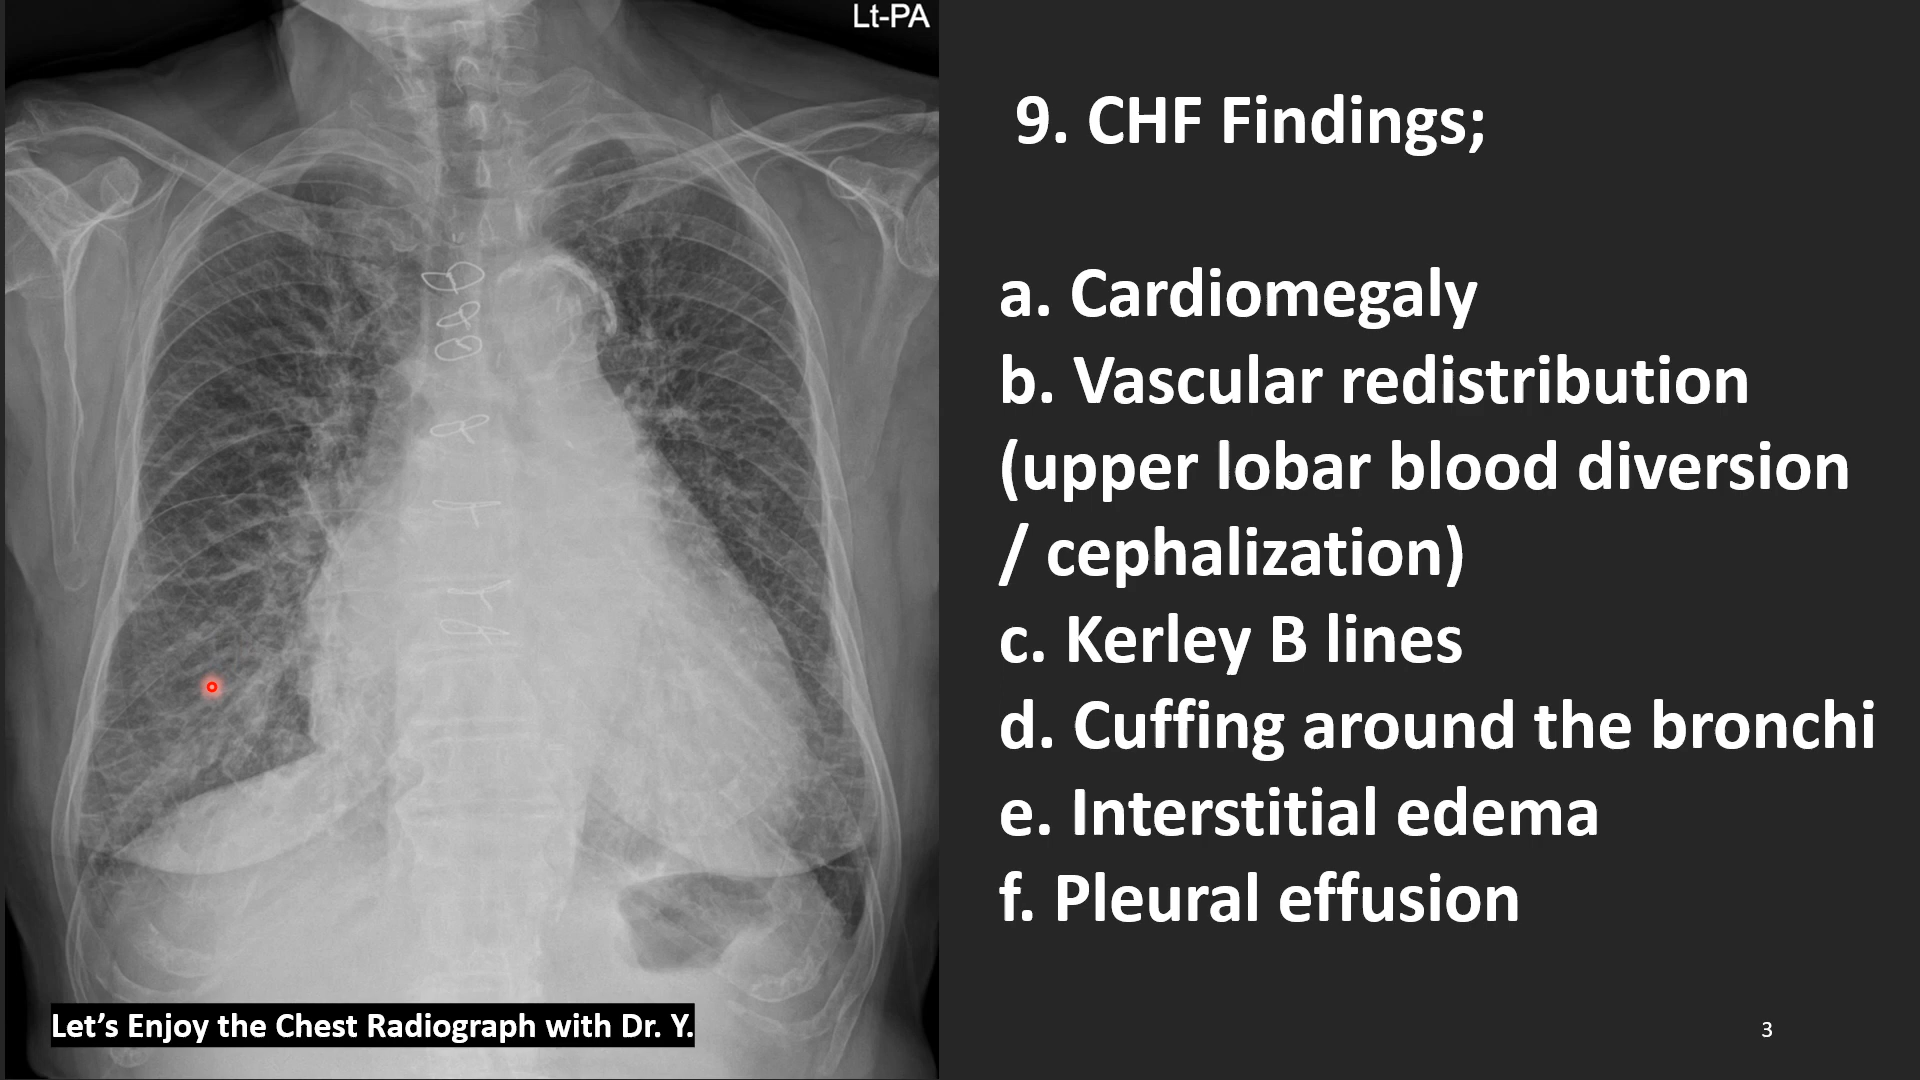 Lt-PA
9. CHF Findings;
a. Cardiomegaly
b. Vascular redistribution
(upper lobar blood diversion
/ cephalization)
c. Kerley B lines
d. Cuffing around the bronchi
e. Interstitial edema
f. Pleural effusion
Let’s Enjoy the Chest Radiograph with Dr. Y.
3